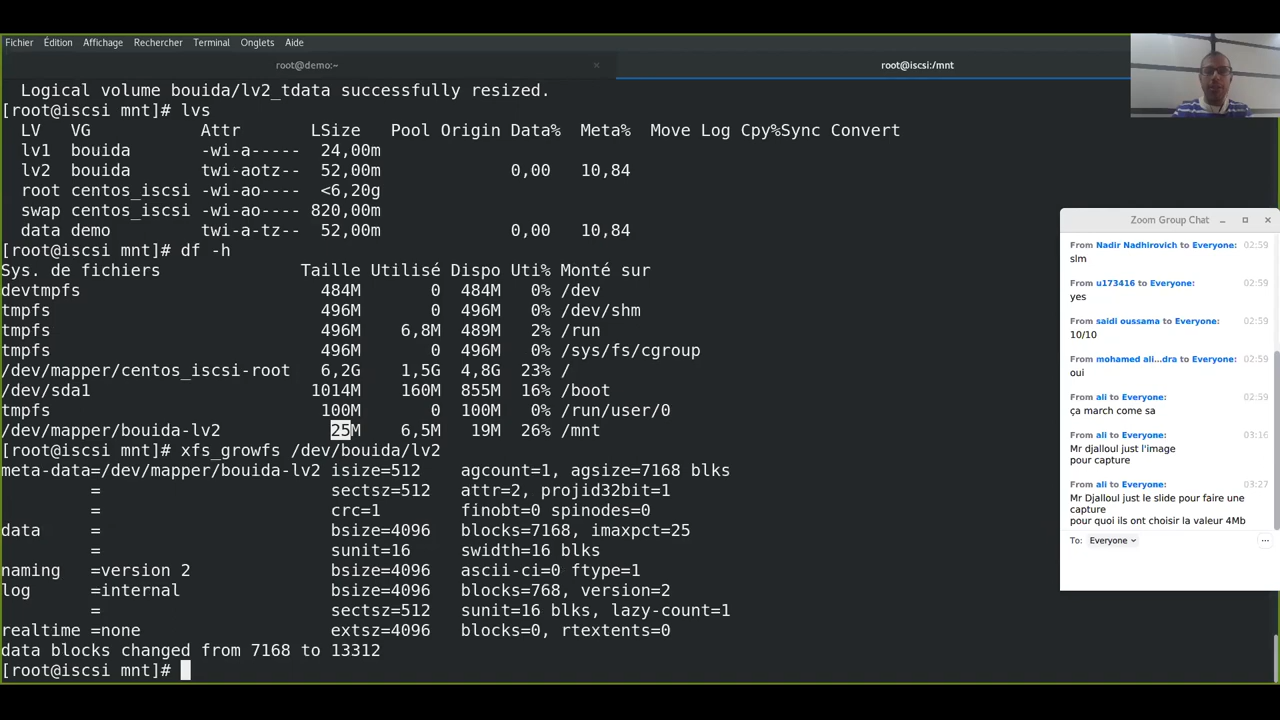 Fichier Édition Affichage Rechercher Terminal Onglets Aide
root@demo:~ ×
root@iscsi:/mnt
Logical volume bouida/lv2_tdata successfully resized.
[root@iscsi mnt]# lvs
LV VG Attr LSize Pool Origin Data% Meta% Move Log Cpy%Sync Convert
lv1 bouida -wi-a----- 24,00m
lv2 bouida twi-aotz-- 52,00m 0,00 10,84
root centos_iscsi -wi-ao---- <6,20g
swap centos_iscsi -wi-ao---- 820,00m
data demo twi-a-tz-- 52,00m 0,00 10,84
[root@iscsi mnt]# df -h
Sys. de fichiers Taille Utilisé Dispo Uti% Monté sur
devtmpfs 484M 0 484M 0% /dev
tmpfs 496M 0 496M 0% /dev/shm
tmpfs 496M 6,8M 489M 2% /run
tmpfs 496M 0 496M 0% /sys/fs/cgroup
/dev/mapper/centos_iscsi-root 6,2G 1,5G 4,8G 23% /
/dev/sda1 1014M 160M 855M 16% /boot
tmpfs 100M 0 100M 0% /run/user/0
/dev/mapper/bouida-lv2 25M 6,5M 19M 26% /mnt
[root@iscsi mnt]# xfs_growfs /dev/bouida/lv2
meta-data=/dev/mapper/bouida-lv2 isize=512 agcount=1, agsize=7168 blks
= sectsz=512 attr=2, projid32bit=1
= crc=1 finobt=0 spinodes=0
data = bsize=4096 blocks=7168, imaxpct=25
= sunit=16 swidth=16 blks
naming =version 2 bsize=4096 ascii-ci=0 ftype=1
log =internal bsize=4096 blocks=768, version=2
= sectsz=512 sunit=16 blks, lazy-count=1
realtime =none extsz=4096 blocks=0, rtextents=0
data blocks changed from 7168 to 13312
[root@iscsi mnt]#
Zoom Group Chat
From Nadir Nadhirovich to Everyone: 02:59
slm
From u173416 to Everyone: 02:59
yes
From saidi oussama to Everyone: 02:59
10/10
From mohamed ali...dra to Everyone: 02:59
oui
From ali to Everyone: 02:59
ça march come sa
From ali to Everyone: 03:16
Mr djalloul just l'image
pour capture
From ali to Everyone: 03:27
Mr Djalloul just le slide pour faire une
capture
pour quoi ils ont choisir la valeur 4Mb
To: Everyone